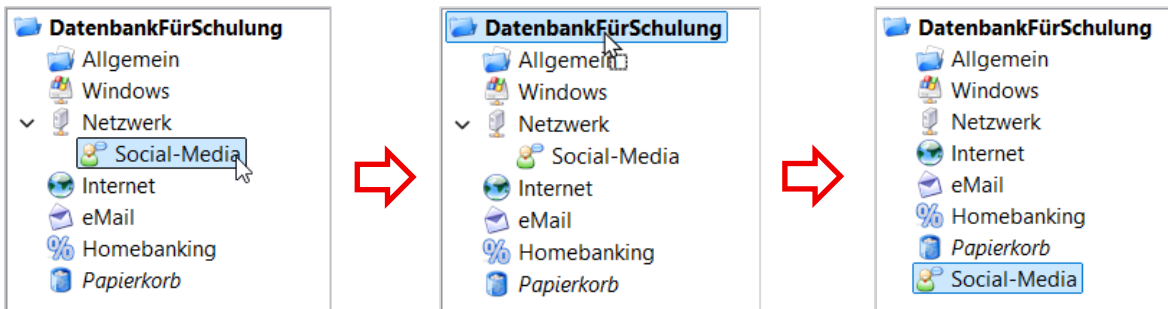 DatenbankFürSchulung
Allgemein
Windows
Netzwerk
Social-Media
Internet
eMail
Homebanking
Papierkorb
DatenbankFürSchulung
Allgemein
Windows
Netzwerk
Social-Media
Internet
eMail
Homebanking
Papierkorb
DatenbankFürSchulung
Allgemein
Windows
Netzwerk
Internet
eMail
Homebanking
Papierkorb
Social-Media